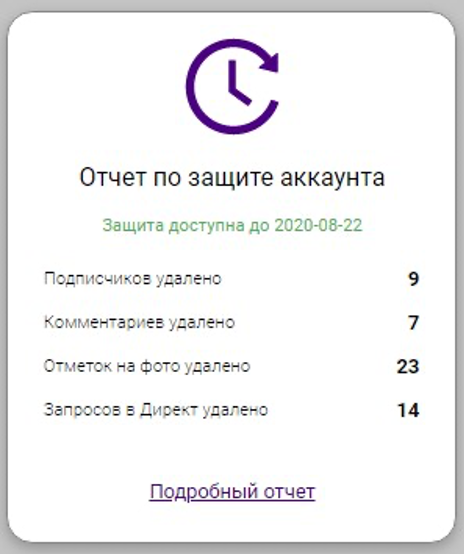 Отчет по защите аккаунта
Защита доступна до 2020-08-22
Подписчиков удалено 9
Комментариев удалено 7
Отметок на фото удалено 23
Запросов в Директ удалено 14
Подробный отчет